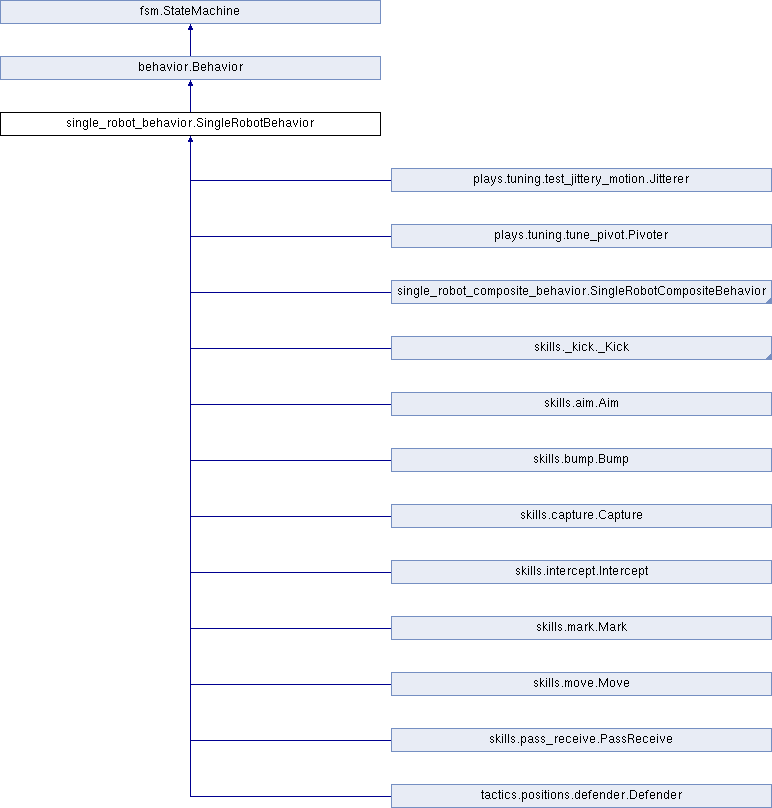 fsm.StateMachine
behavior.Behavior
single_robot_behavior.SingleRobotBehavior
plays.tuning.test_jittery_motion.Jitterer
plays.tuning.tune_pivot.Pivoter
single_robot_composite_behavior.SingleRobotCompositeBehavior
skills._kick._Kick
skills.aim.Aim
skills.bump.Bump
skills.capture.Capture
skills.intercept.Intercept
skills.mark.Mark
skills.move.Move
skills.pass_receive.PassReceive
tactics.positions.defender.Defender